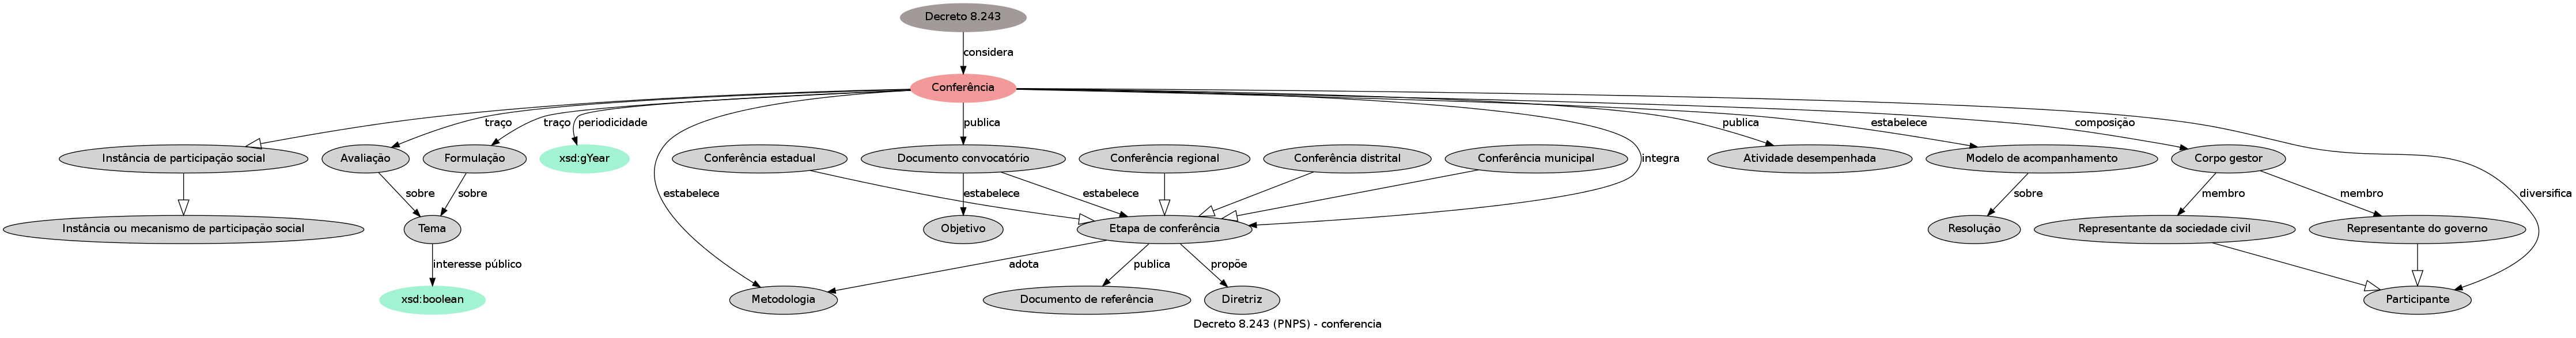 Decreto 8.243
considera
Conferência
traço
traço
periodicidade
publica
publica
estabelece
composição
Instância de participação social
Avaliação
Formulação
xsd:gYear
Conferência estadual
Documento convocatório
Conferência regional
Conferência distrital
Conferência municipal
integra
Atividade desempenhada
Modelo de acompanhamento
Corpo gestor
sobre
sobre
estabelece
estabelece
estabelece
sobre
membro
membro
diversifica
Instância ou mecanismo de participação social
Tema
Objetivo
Etapa de conferência
Resolução
Representante da sociedade civil
Representante do governo
interesse público
adota
publica
propõe
xsd:boolean
Metodologia
Documento de referência
Diretriz
Participante
Decreto 8.243 (PNPS) - conferencia